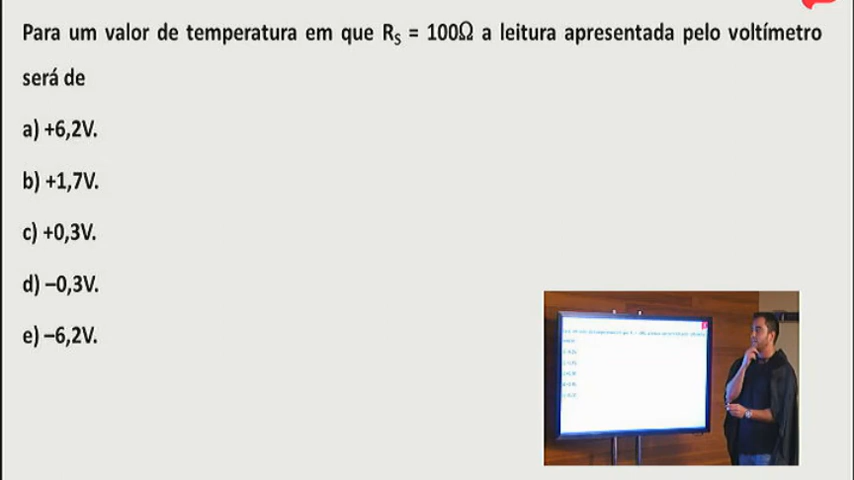 Para um valor de temperatura em que R_S = 100Ω a leitura apresentada pelo voltímetro
será de
a) +6,2V.
b) +1,7V.
c) +0,3V.
d) –0,3V.
e) –6,2V.